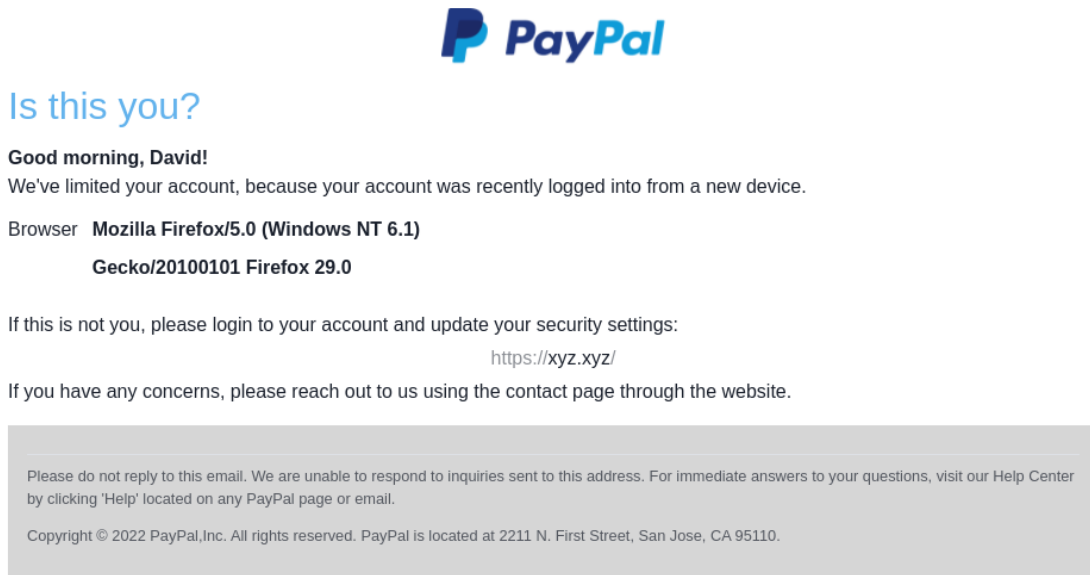 PayPal
Is this you?
Good morning, David!
We've limited your account, because your account was recently logged into from a new device.
Browser Mozilla Firefox/5.0 (Windows NT 6.1)
Gecko/20100101 Firefox 29.0
If this is not you, please login to your account and update your security settings:
https://xyz.xyz/
If you have any concerns, please reach out to us using the contact page through the website.
Please do not reply to this email. We are unable to respond to inquiries sent to this address. For immediate answers to your questions, visit our Help Center
by clicking 'Help' located on any PayPal page or email.
Copyright © 2022 PayPal,Inc. All rights reserved. PayPal is located at 2211 N. First Street, San Jose, CA 95110.